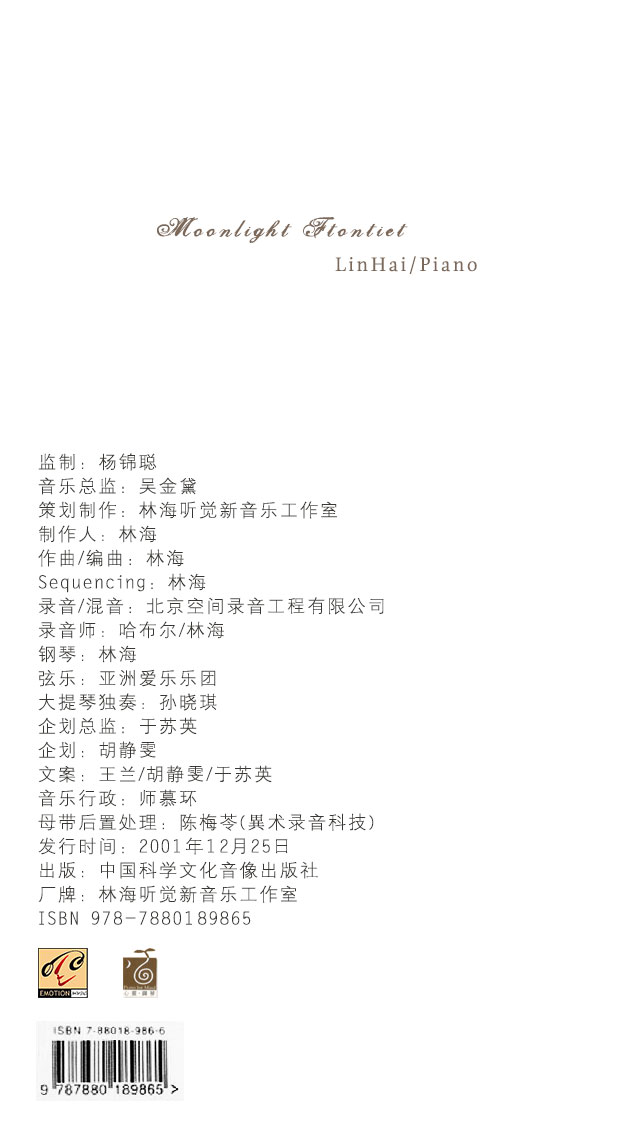 Moonlight Ftontiet
LinHai/Piano
监制：杨锦聪
音乐总监：吴金黛
策划制作：林海听觉新音乐工作室
制作人：林海
作曲/编曲：林海
Sequencing：林海
录音/混音：北京空间录音工程有限公司
录音师：哈布尔/林海
钢琴：林海
弦乐：亚洲爱乐乐团
大提琴独奏：孙晓琪
企划总监：于苏英
企划：胡静雯
文案：王兰/胡静雯/于苏英
音乐行政：师慕环
母带后置处理：陈梅苓(異术录音科技)
发行时间：2001年12月25日
出版：中国科学文化音像出版社
厂牌：林海听觉新音乐工作室
ISBN 978-7880189865
EMOTION
ISBN 7-88018-986-6
9 787880 189865 >